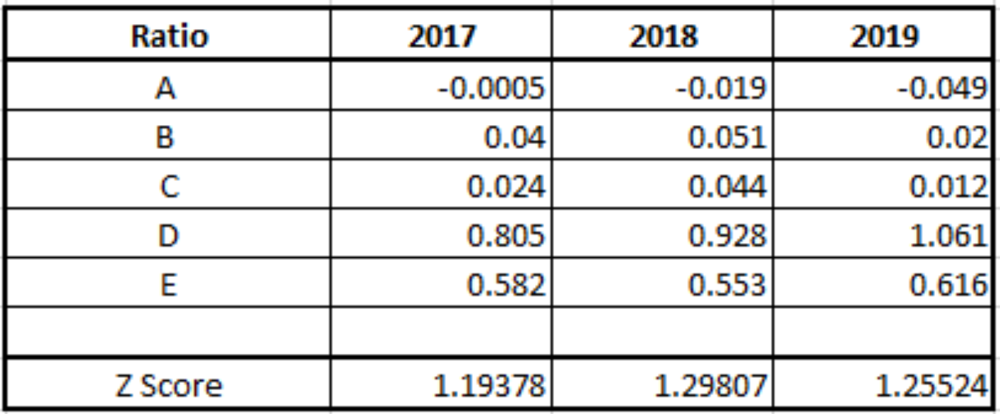 Ratio 2017 2018 2019
A -0.0005 -0.019 -0.049
B 0.04 0.051 0.02
C 0.024 0.044 0.012
D 0.805 0.928 1.061
E 0.582 0.553 0.616
Z Score 1.19378 1.29807 1.25524